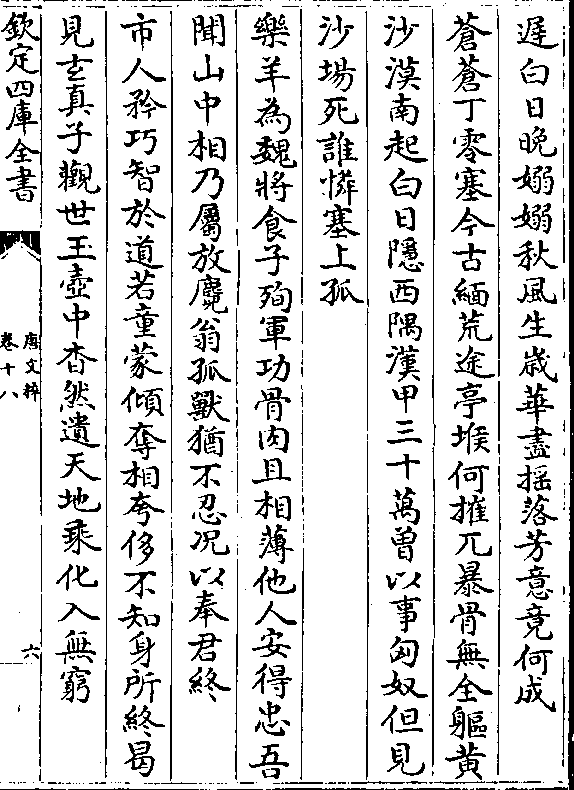 遲白日晚嫋嫋秋風生歲華盡揺落芳意竟何成
蒼蒼丁零塞今古緬荒途亭堠何摧兀暴骨無全軀黄
沙漠南起白日隱西隅漢甲三十萬曽以事匈奴但見
沙場死誰憐塞上孤
樂羊為魏將食子殉軍功骨肉且相薄他人安得忠吾
聞山中相乃屬放麑翁孤獸猶不忍况以奉君終
市人矜巧智於道若童蒙傾奪相夸侈不知身所終曷
見玄真子觀世玉壺中杳然遺天地乘化入無窮
欽定四庫全書
唐文粹
卷十八
六